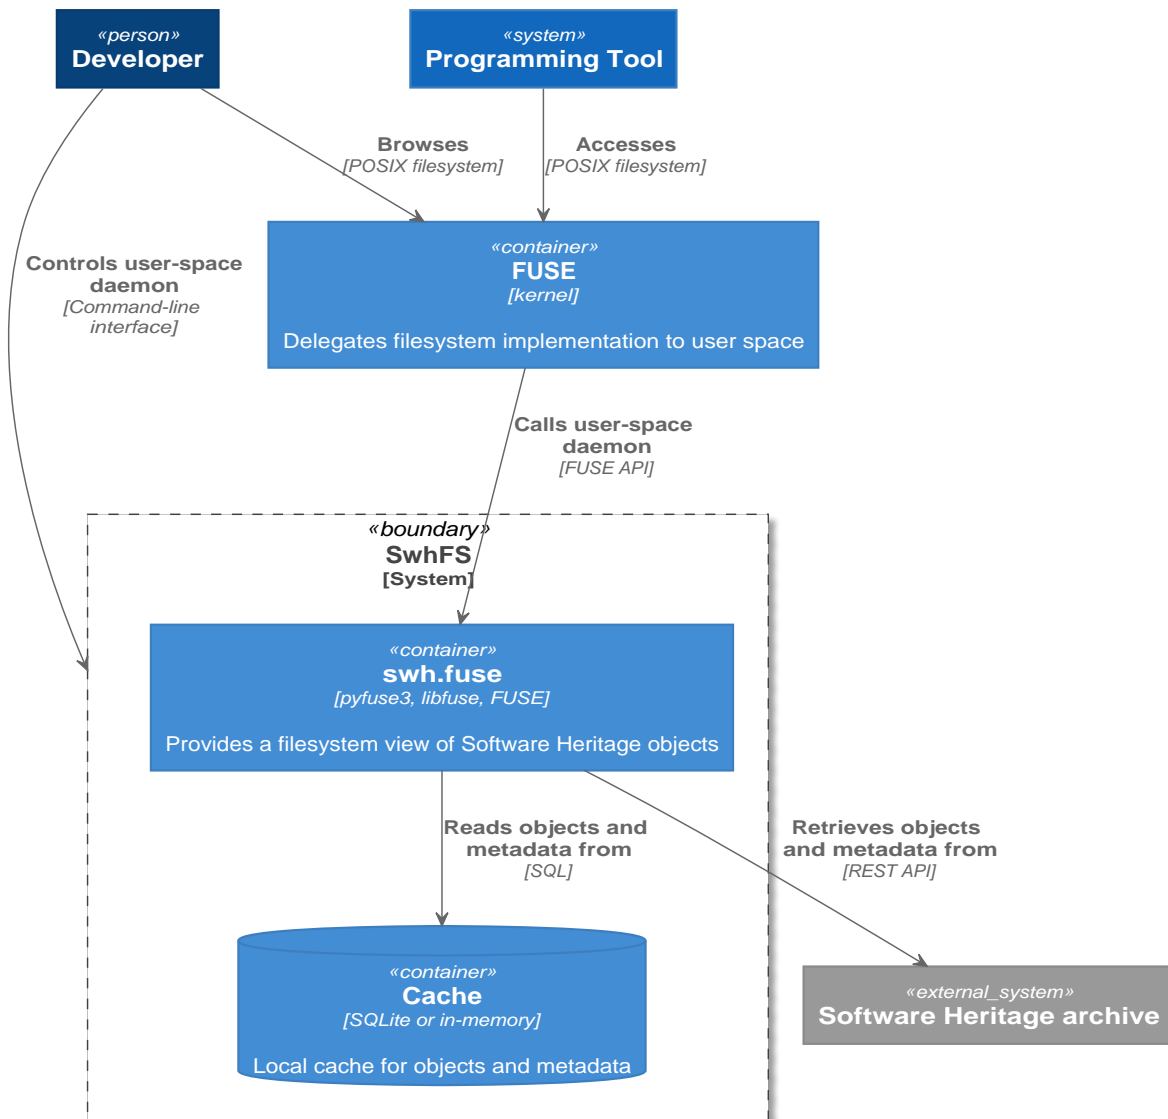 «person»
Developer
«system»
Programming Tool
Browses
[POSIX filesystem]
Accesses
[POSIX filesystem]
Controls user-space
daemon
[Command-line
interface]
«container»
FUSE
[kernel]
Delegates filesystem implementation to user space
Calls user-space
daemon
[FUSE API]
«boundary»
SwhFS
[System]
«container»
swh.fuse
[pyfuse3, libfuse, FUSE]
Provides a filesystem view of Software Heritage objects
Reads objects and
metadata from
[SQL]
Retrieves objects
and metadata from
[REST API]
«container»
Cache
[SQLite or in-memory]
Local cache for objects and metadata
«external_system»
Software Heritage archive